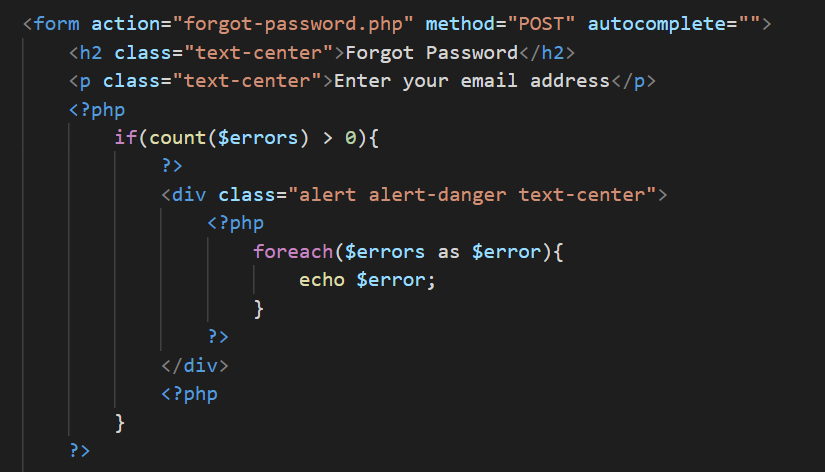 <form action="forgot-password.php" method="POST" autocomplete="">
<h2 class="text-center">Forgot Password</h2>
<p class="text-center">Enter your email address</p>
<?php
if(count($errors) > 0){
?>
<div class="alert alert-danger text-center">
<?php
foreach($errors as $error){
echo $error;
}
?>
</div>
<?php
}
?>